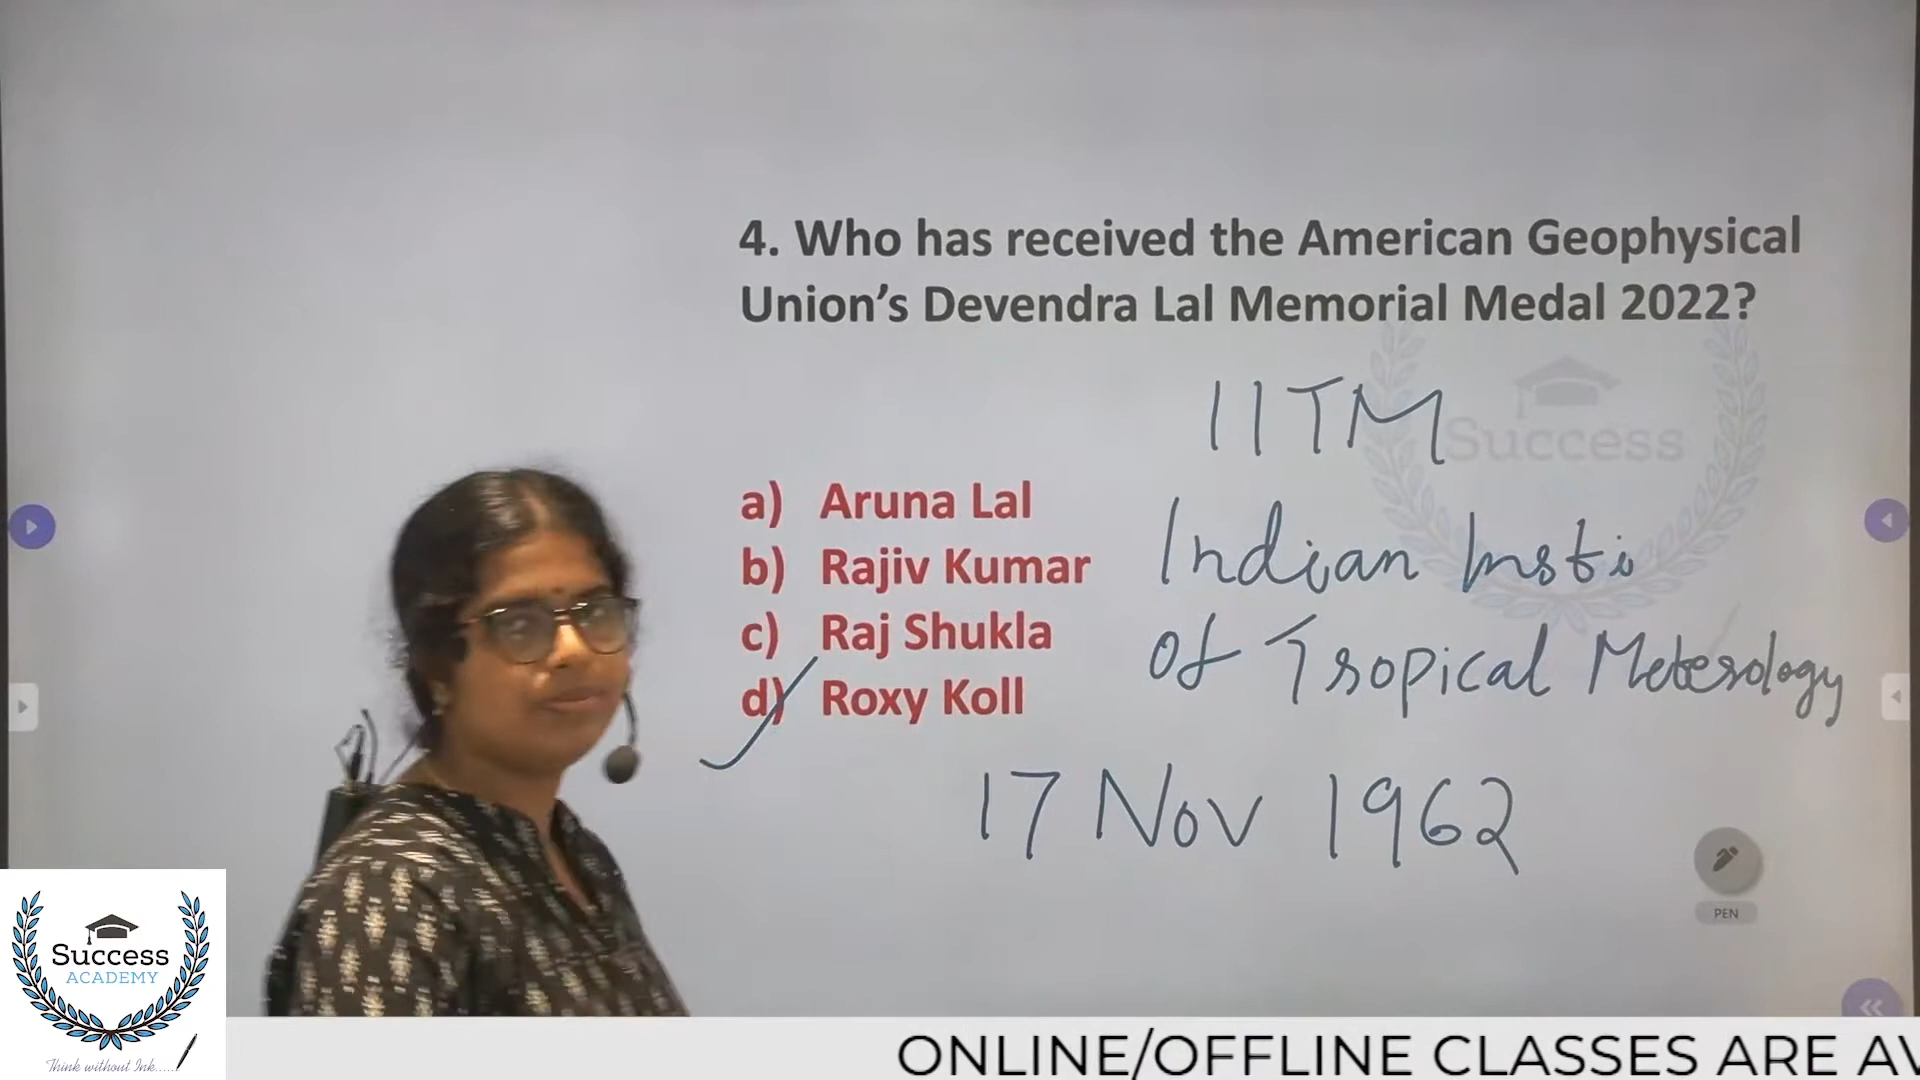 4. Who has received the American Geophysical
Union’s Devendra Lal Memorial Medal 2022?
IITM
Success
a) Aruna Lal
b) Rajiv Kumar
c) Raj Shukla
d) Roxy Koll
Indian Insti
of Tropical Meterology
17 Nov 1962
PEN
Success
ACADEMY
Think without Ink......
ONLINE/OFFLINE CLASSES ARE AV